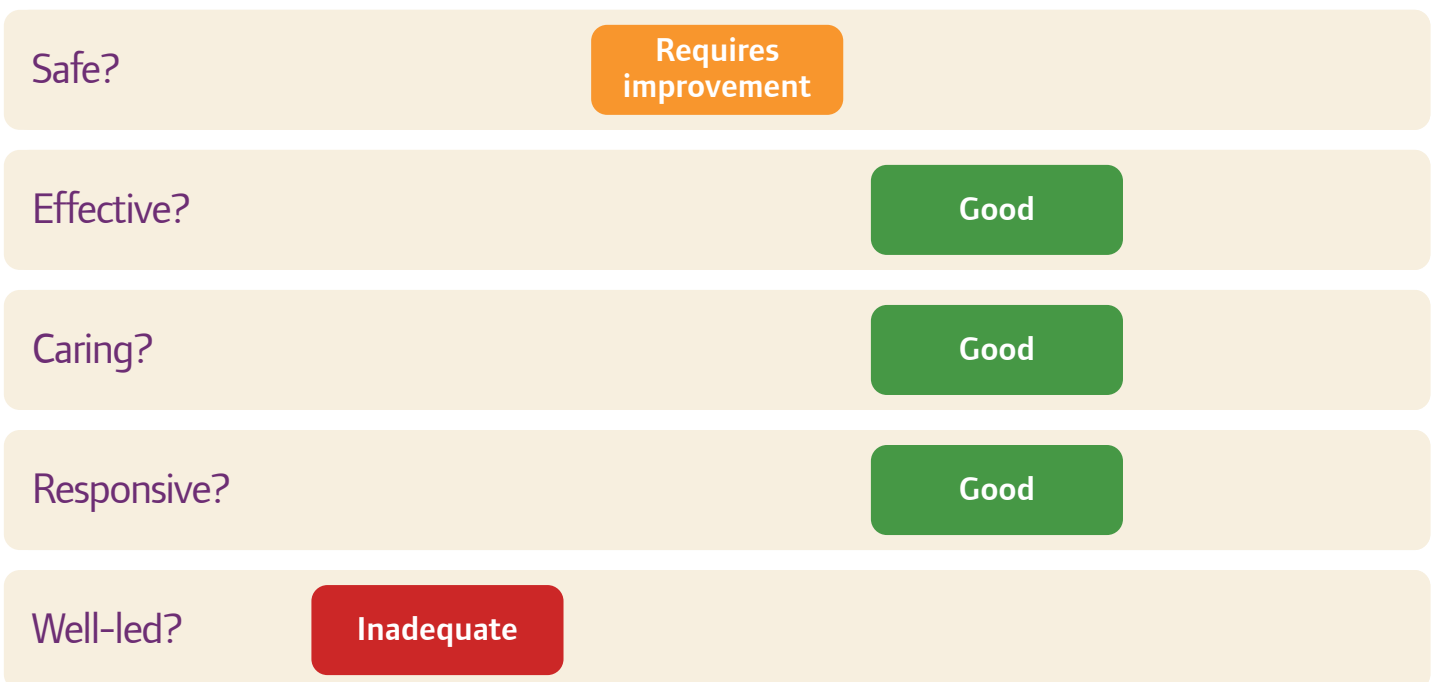 Safe?
Requires
improvement
Effective?
Good
Caring?
Good
Responsive?
Good
Well-led?
Inadequate